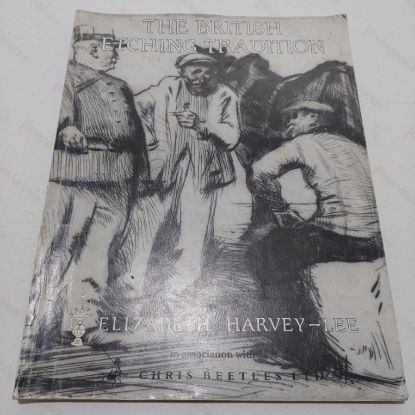 THE BRITISH
ETCHING TRADITION
ELIZABETH HARVEY-LEE
in association with
CHRIS BEETLES LTD